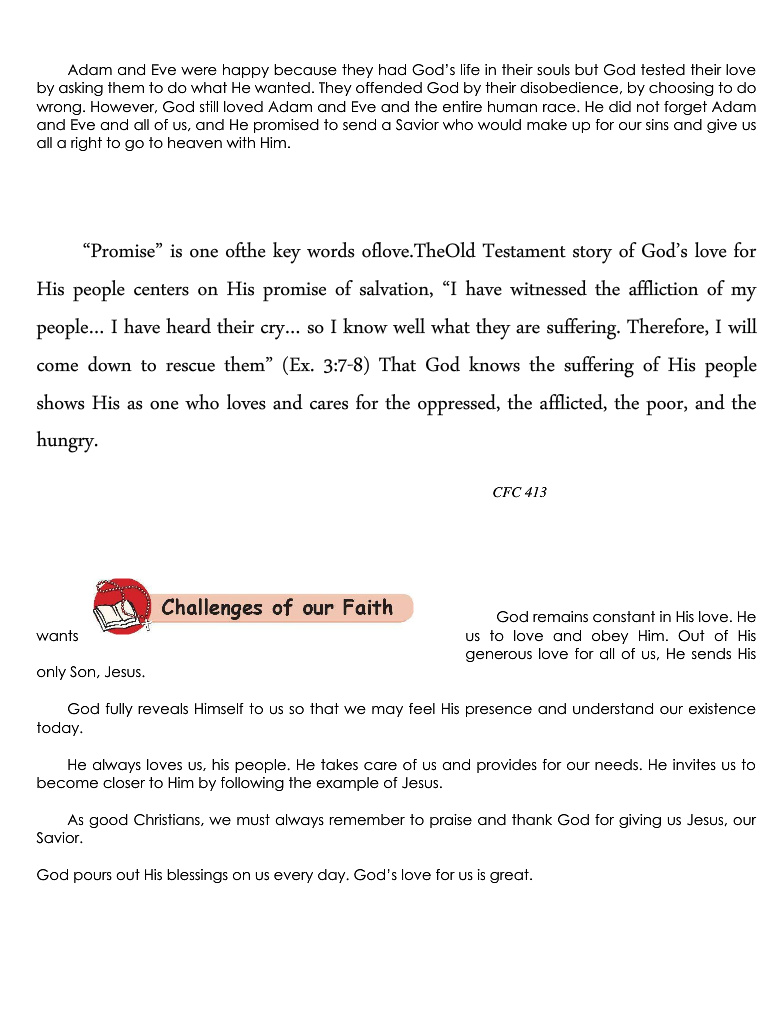 Adam and Eve were happy because they had God’s life in their souls but God tested their love
by asking them to do what He wanted. They offended God by their disobedience, by choosing to do
wrong. However, God still loved Adam and Eve and the entire human race. He did not forget Adam
and Eve and all of us, and He promised to send a Savior who would make up for our sins and give us
all a right to go to heaven with Him.
“Promise” is one ofthe key words oflove.TheOld Testament story of God’s love for
His people centers on His promise of salvation, “I have witnessed the affliction of my
people... I have heard their cry... so I know well what they are suffering. Therefore, I will
come down to rescue them” (Ex. 3:7-8) That God knows the suffering of His people
shows His as one who loves and cares for the oppressed, the afflicted, the poor, and the
hungry.
CFC 413
Challenges of our Faith
God remains constant in His love. He
wants us to love and obey Him. Out of His
generous love for all of us, He sends His
only Son, Jesus.
God fully reveals Himself to us so that we may feel His presence and understand our existence
today.
He always loves us, his people. He takes care of us and provides for our needs. He invites us to
become closer to Him by following the example of Jesus.
As good Christians, we must always remember to praise and thank God for giving us Jesus, our
Savior.
God pours out His blessings on us every day. God’s love for us is great.